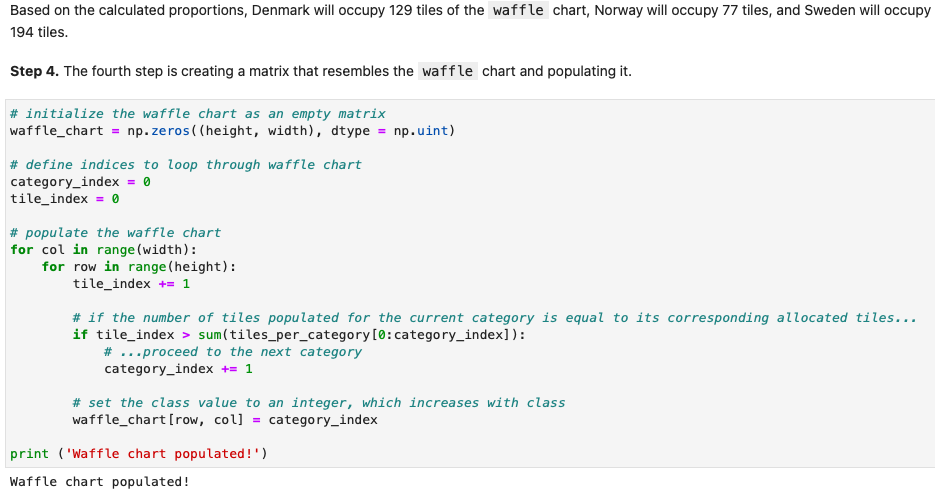 Based on the calculated proportions, Denmark will occupy 129 tiles of the waffle chart, Norway will occupy 77 tiles, and Sweden will occupy
194 tiles.
Step 4. The fourth step is creating a matrix that resembles the waffle chart and populating it.
# initialize the waffle chart as an empty matrix
waffle_chart = np.zeros((height, width), dtype = np.uint)
# define indices to loop through waffle chart
category_index = 0
tile_index = 0
# populate the waffle chart
for col in range(width):
    for row in range(height):
        tile_index += 1
        # if the number of tiles populated for the current category is equal to its corresponding allocated tiles...
        if tile_index > sum(tiles_per_category[0:category_index]):
            # ...proceed to the next category
            category_index += 1
        # set the class value to an integer, which increases with class
        waffle_chart[row, col] = category_index
print ('Waffle chart populated!')
Waffle chart populated!